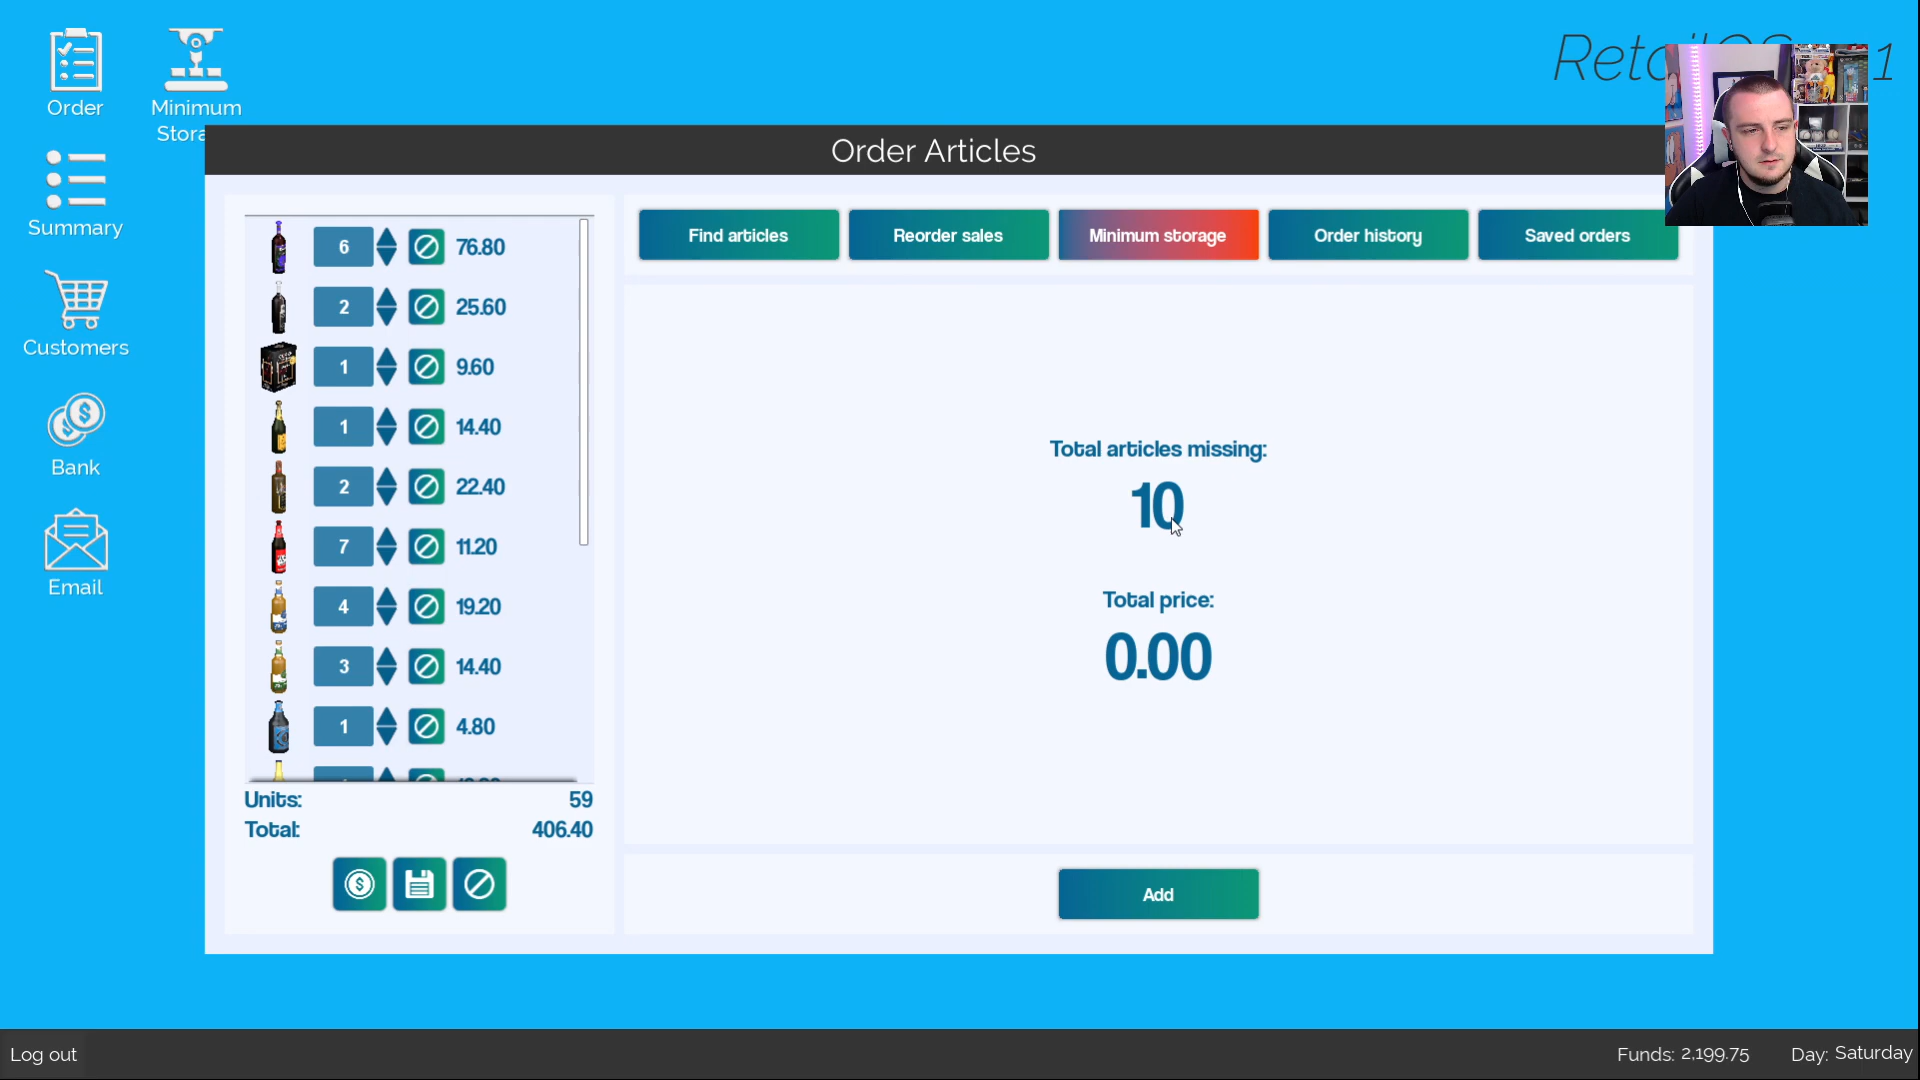 Order
Minimum
Summary
Customers
Bank
Email
1
Order Articles
6 76.80
2 25.60
1 9.60
1 14.40
2 22.40
7 11.20
4 19.20
3 14.40
1 4.80
Units: 59
Total: 406.40
Find articles
Reorder sales
Minimum storage
Order history
Saved orders
Total articles missing:
10
Total price:
0.00
Add
Log out
Funds: 2,199.75
Day: Saturday